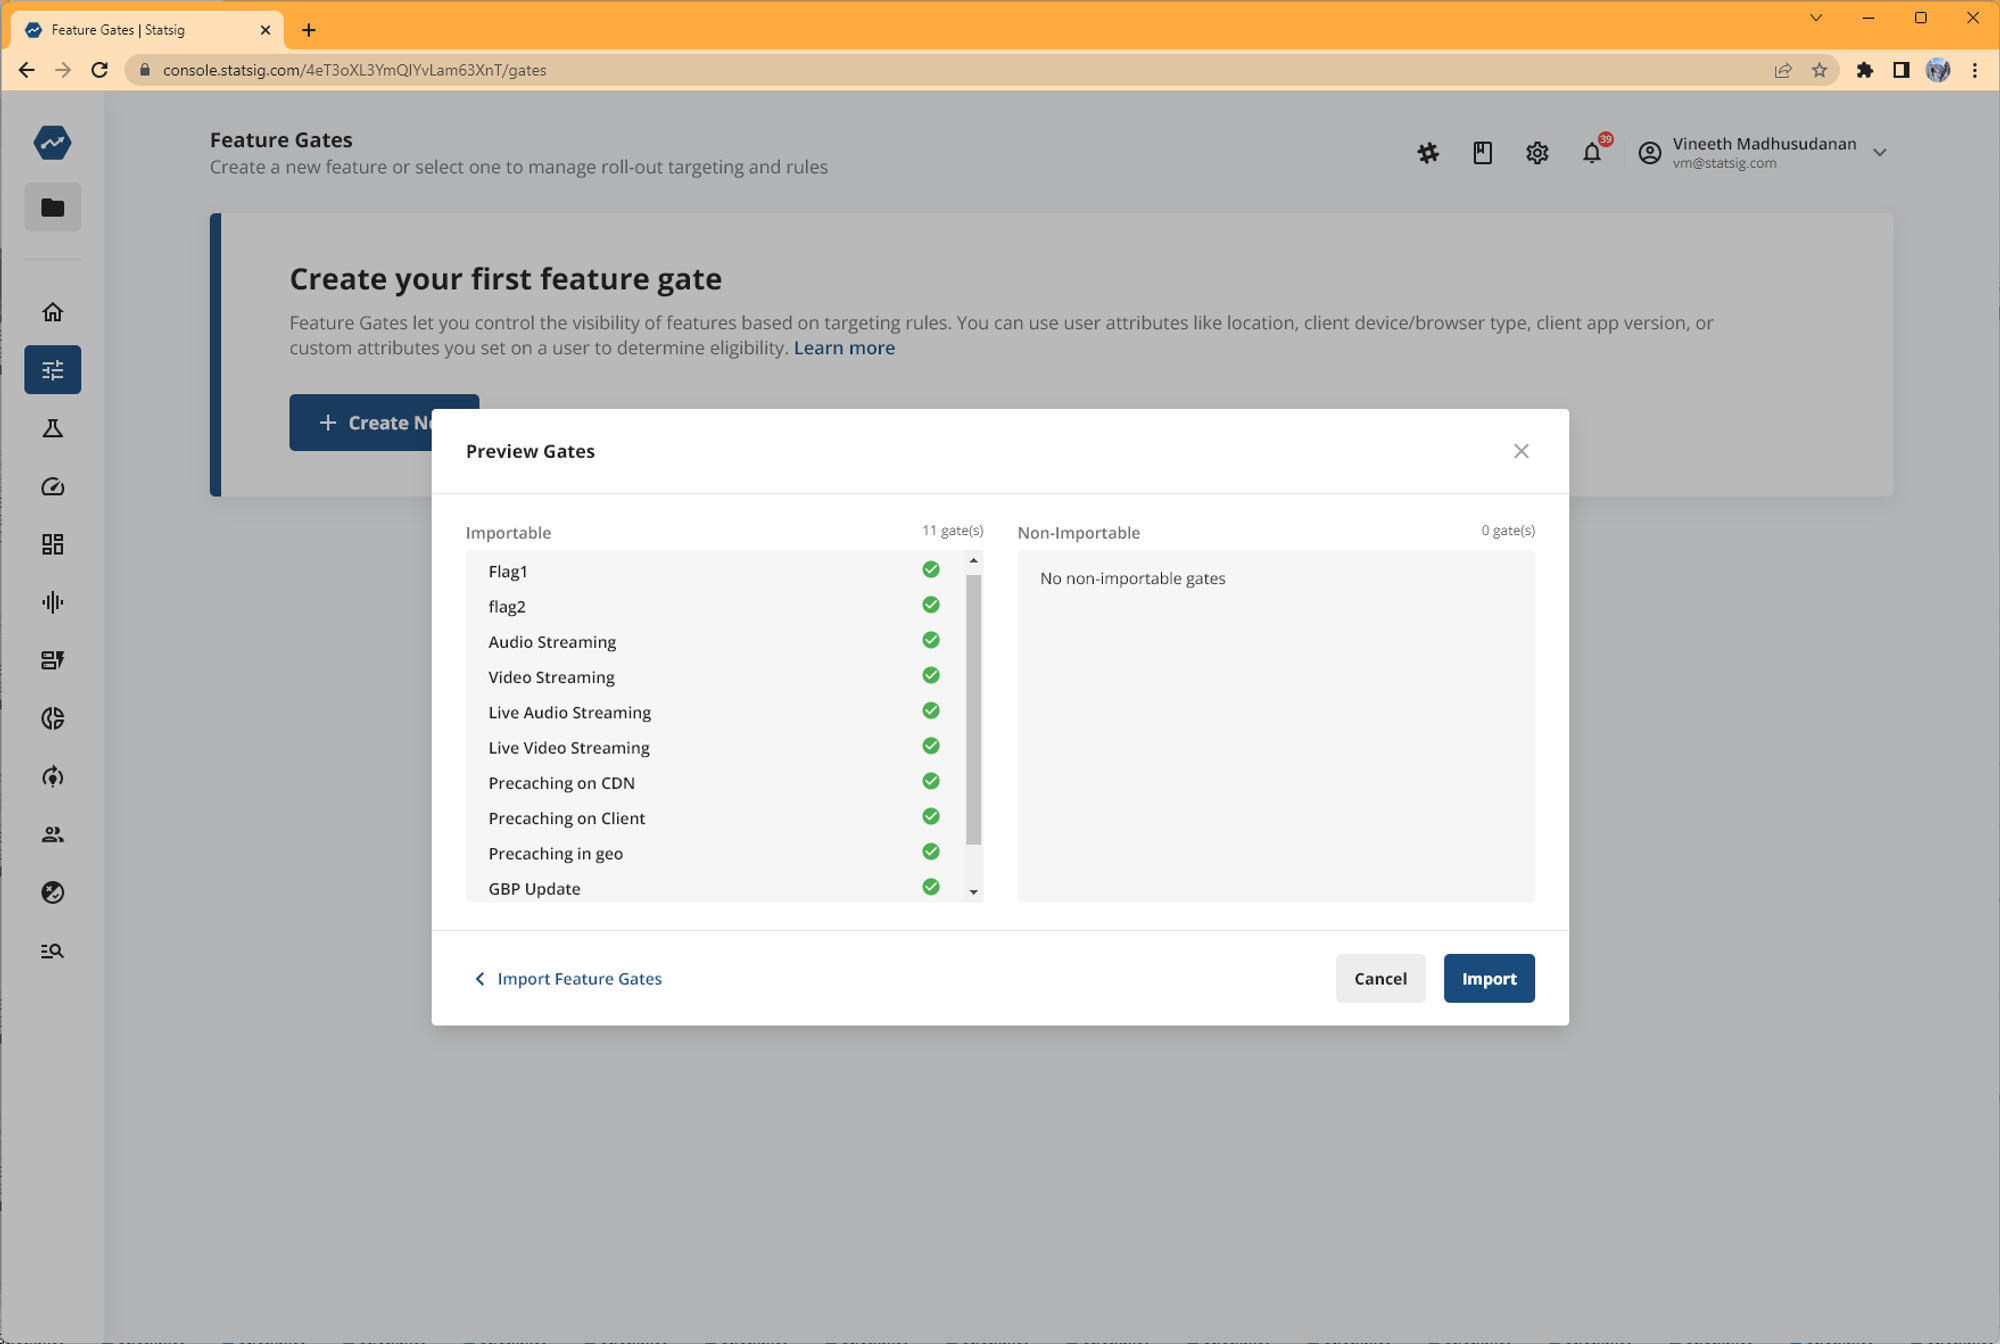 Feature Gates | Statsig
console.statsig.com/4eT3oXL3YmQJYvLam63XnT/gates
Feature Gates
Create a new feature or select one to manage roll-out targeting and rules
39
Vineeth Madhusudanan
vm@statsig.com
Create your first feature gate
Feature Gates let you control the visibility of features based on targeting rules. You can use user attributes like location, client device/browser type, client app version, or
custom attributes you set on a user to determine eligibility. Learn more
+ Create Ne
Preview Gates
Importable 11 gate(s)
Flag1
flag2
Audio Streaming
Video Streaming
Live Audio Streaming
Live Video Streaming
Precaching on CDN
Precaching on Client
Precaching in geo
GBP Update
Non-Importable 0 gate(s)
No non-importable gates
Import Feature Gates
Cancel
Import